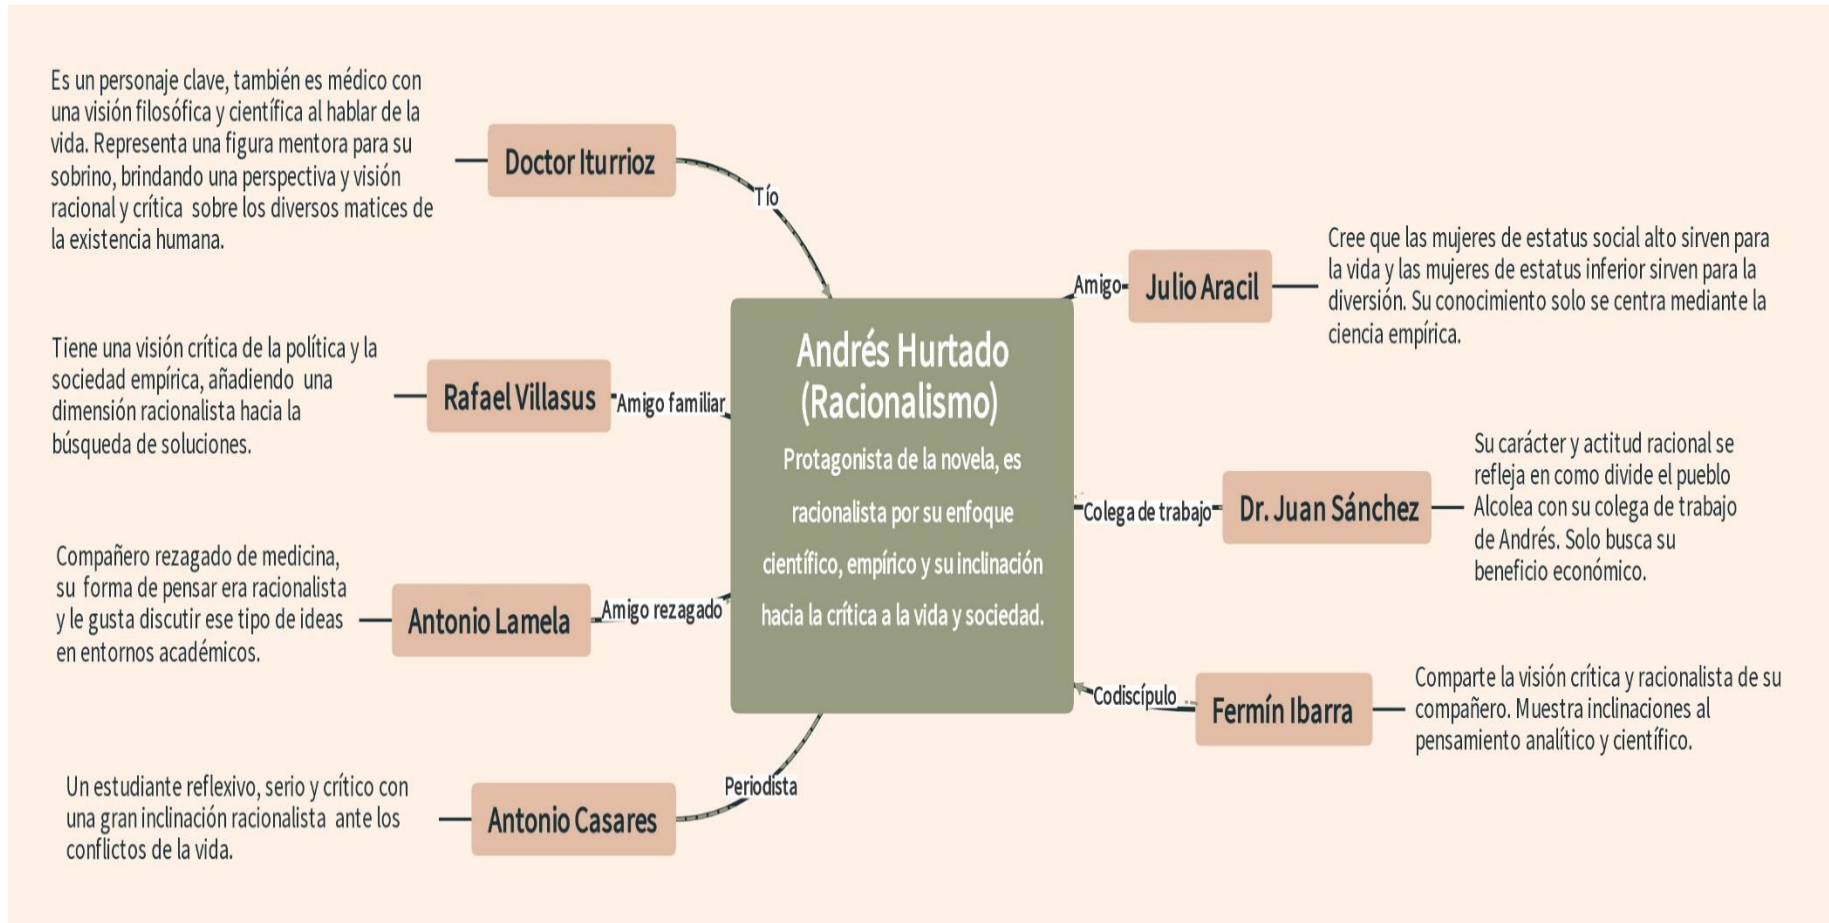 Es un personaje clave, también es médico con
una visión filosófica y científica al hablar de la
vida. Representa una figura mentora para su
sobrino, brindando una perspectiva y visión
racional y crítica sobre los diversos matices de
la existencia humana.
Doctor Iturrioz
Tío
Tiene una visión crítica de la política y la
sociedad empírica, añadiendo una
dimensión racionalista hacia la
búsqueda de soluciones.
Rafael Villasus
Amigo familiar
Compañero rezagado de medicina,
su forma de pensar era racionalista
y le gusta discutir ese tipo de ideas
en entornos académicos.
Antonio Lamela
Amigo rezagado
Un estudiante reflexivo, serio y crítico con
una gran inclinación racionalista ante los
conflictos de la vida.
Antonio Casares
Periodista
Andrés Hurtado
(Racionalismo)
Protagonista de la novela, es
racionalista por su enfoque
científico, empírico y su inclinación
hacia la crítica a la vida y sociedad.
Amigo
Julio Aracil
Cree que las mujeres de estatus social alto sirven para
la vida y las mujeres de estatus inferior sirven para la
diversión. Su conocimiento solo se centra mediante la
ciencia empírica.
Colega de trabajo
Dr. Juan Sánchez
Su carácter y actitud racional se
refleja en como divide el pueblo
Alcolea con su colega de trabajo
de Andrés. Solo busca su
beneficio económico.
Codiscípulo
Fermín Ibarra
Comparte la visión crítica y racionalista de su
compañero. Muestra inclinaciones al
pensamiento analítico y científico.